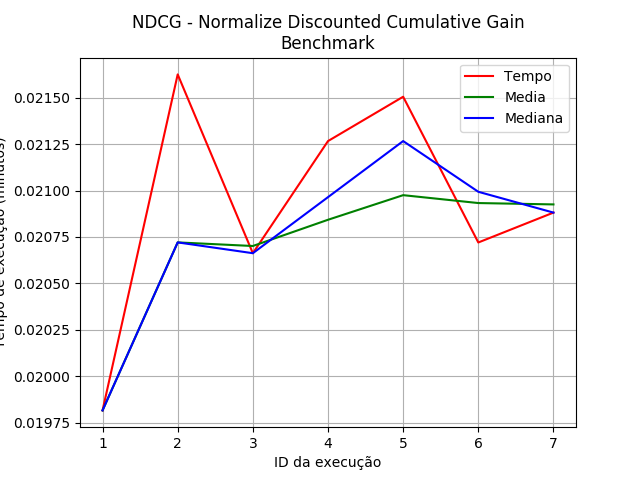 NDCG - Normalize Discounted Cumulative Gain
Benchmark
Tempo
Media
Mediana
0.02150
0.02125
0.02100
0.02075
0.02050
0.02025
0.02000
0.01975
Tempo de execução (minutos)
1 2 3 4 5 6 7
ID da execução